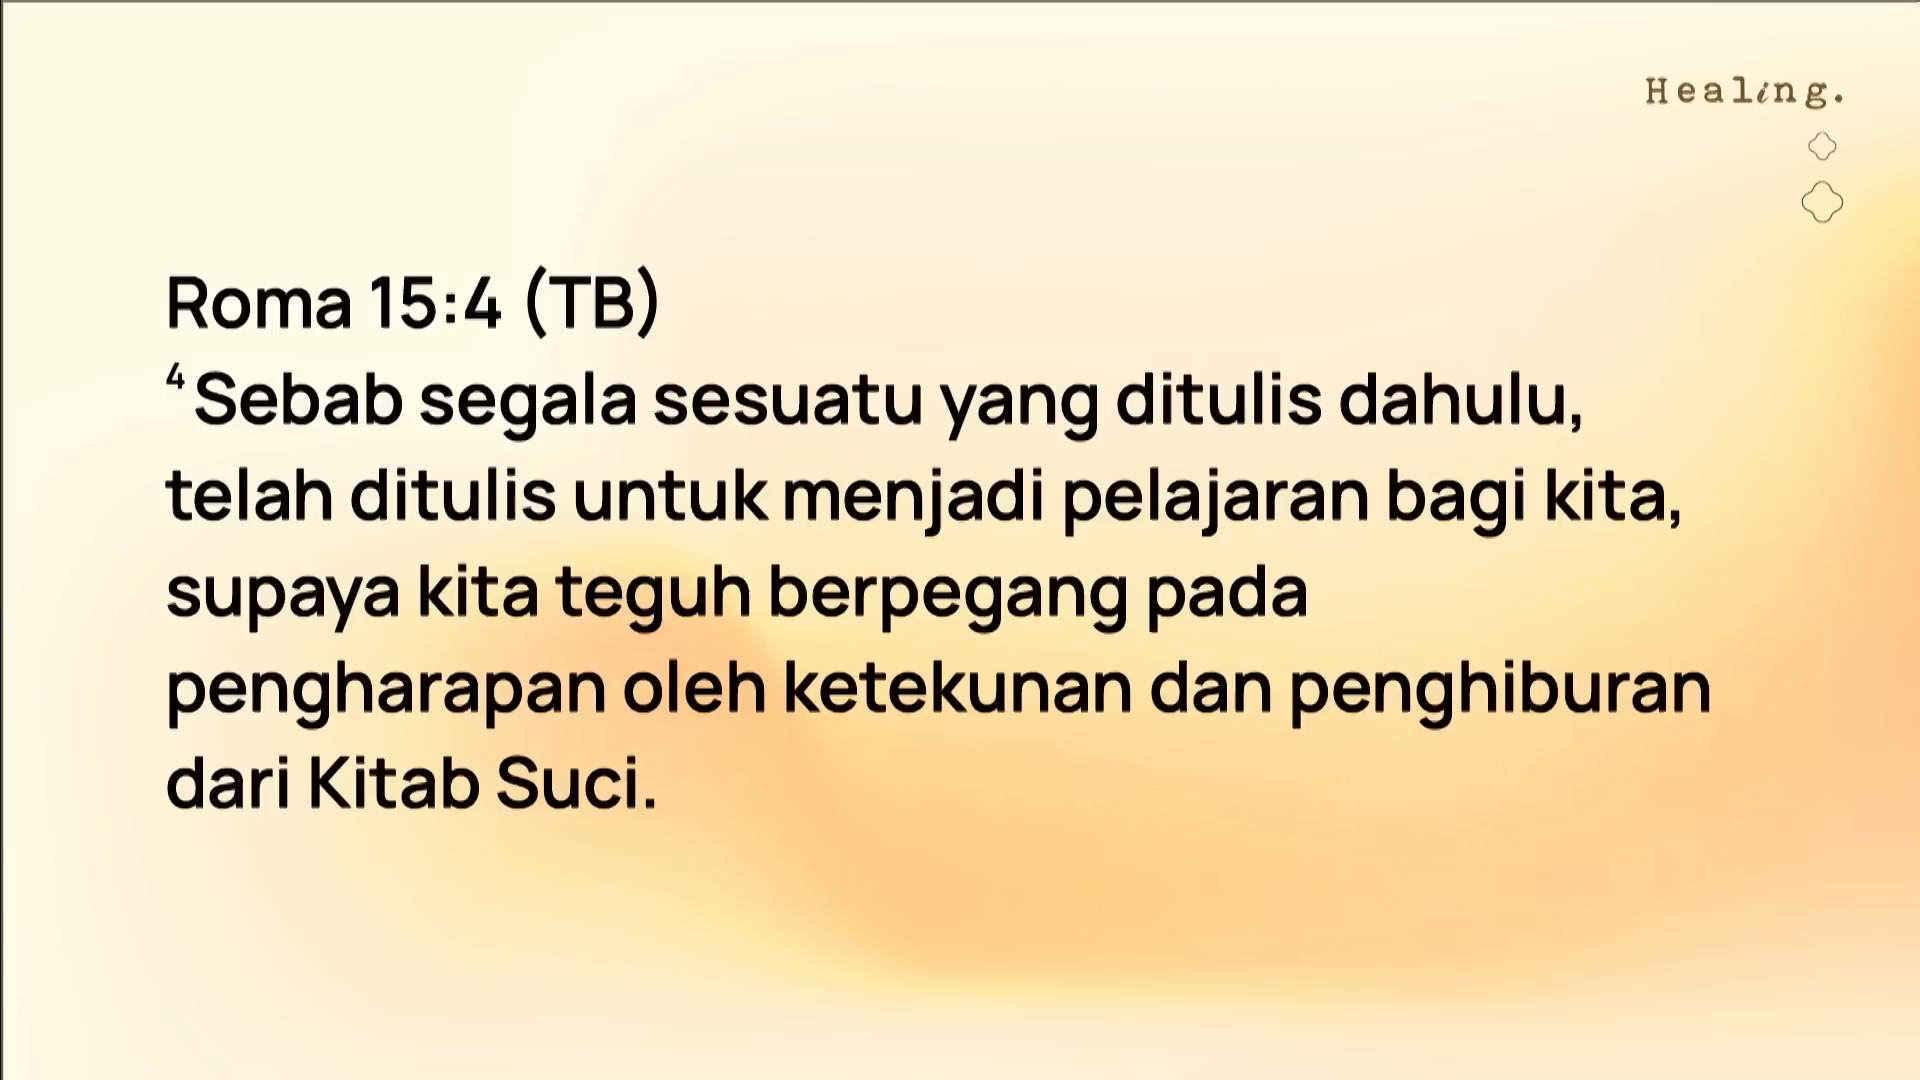 Healing.
Roma 15:4 (TB)
4 Sebab segala sesuatu yang ditulis dahulu,
telah ditulis untuk menjadi pelajaran bagi kita,
supaya kita teguh berpegang pada
pengharapan oleh ketekunan dan penghiburan
dari Kitab Suci.